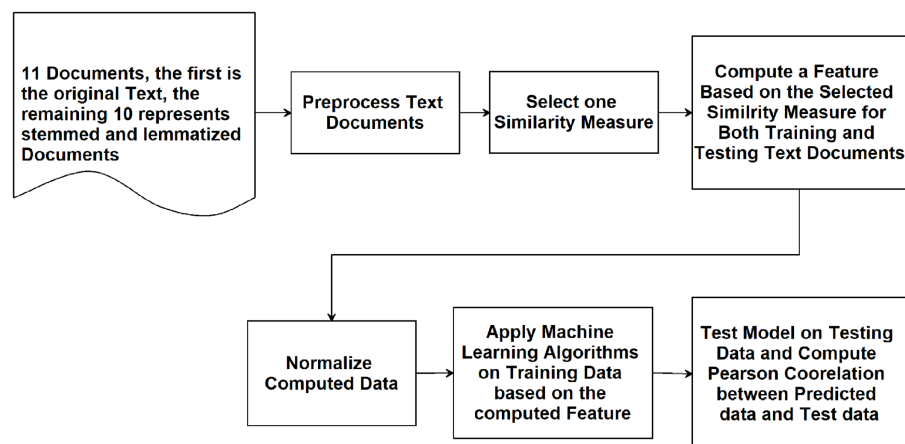 11 Documents, the first is
the original Text, the
remaining 10 represents
stemmed and lemmatized
Documents
Preprocess Text
Documents
Select one
Similarity Measure
Compute a Feature
Based on the Selected
Similrity Measure for
Both Training and
Testing Text Documents
Normalize
Computed Data
Apply Machine
Learning Algorithms
on Training Data
based on the
computed Feature
Test Model on Testing
Data and Compute
Pearson Coorelation
between Predicted
data and Test data